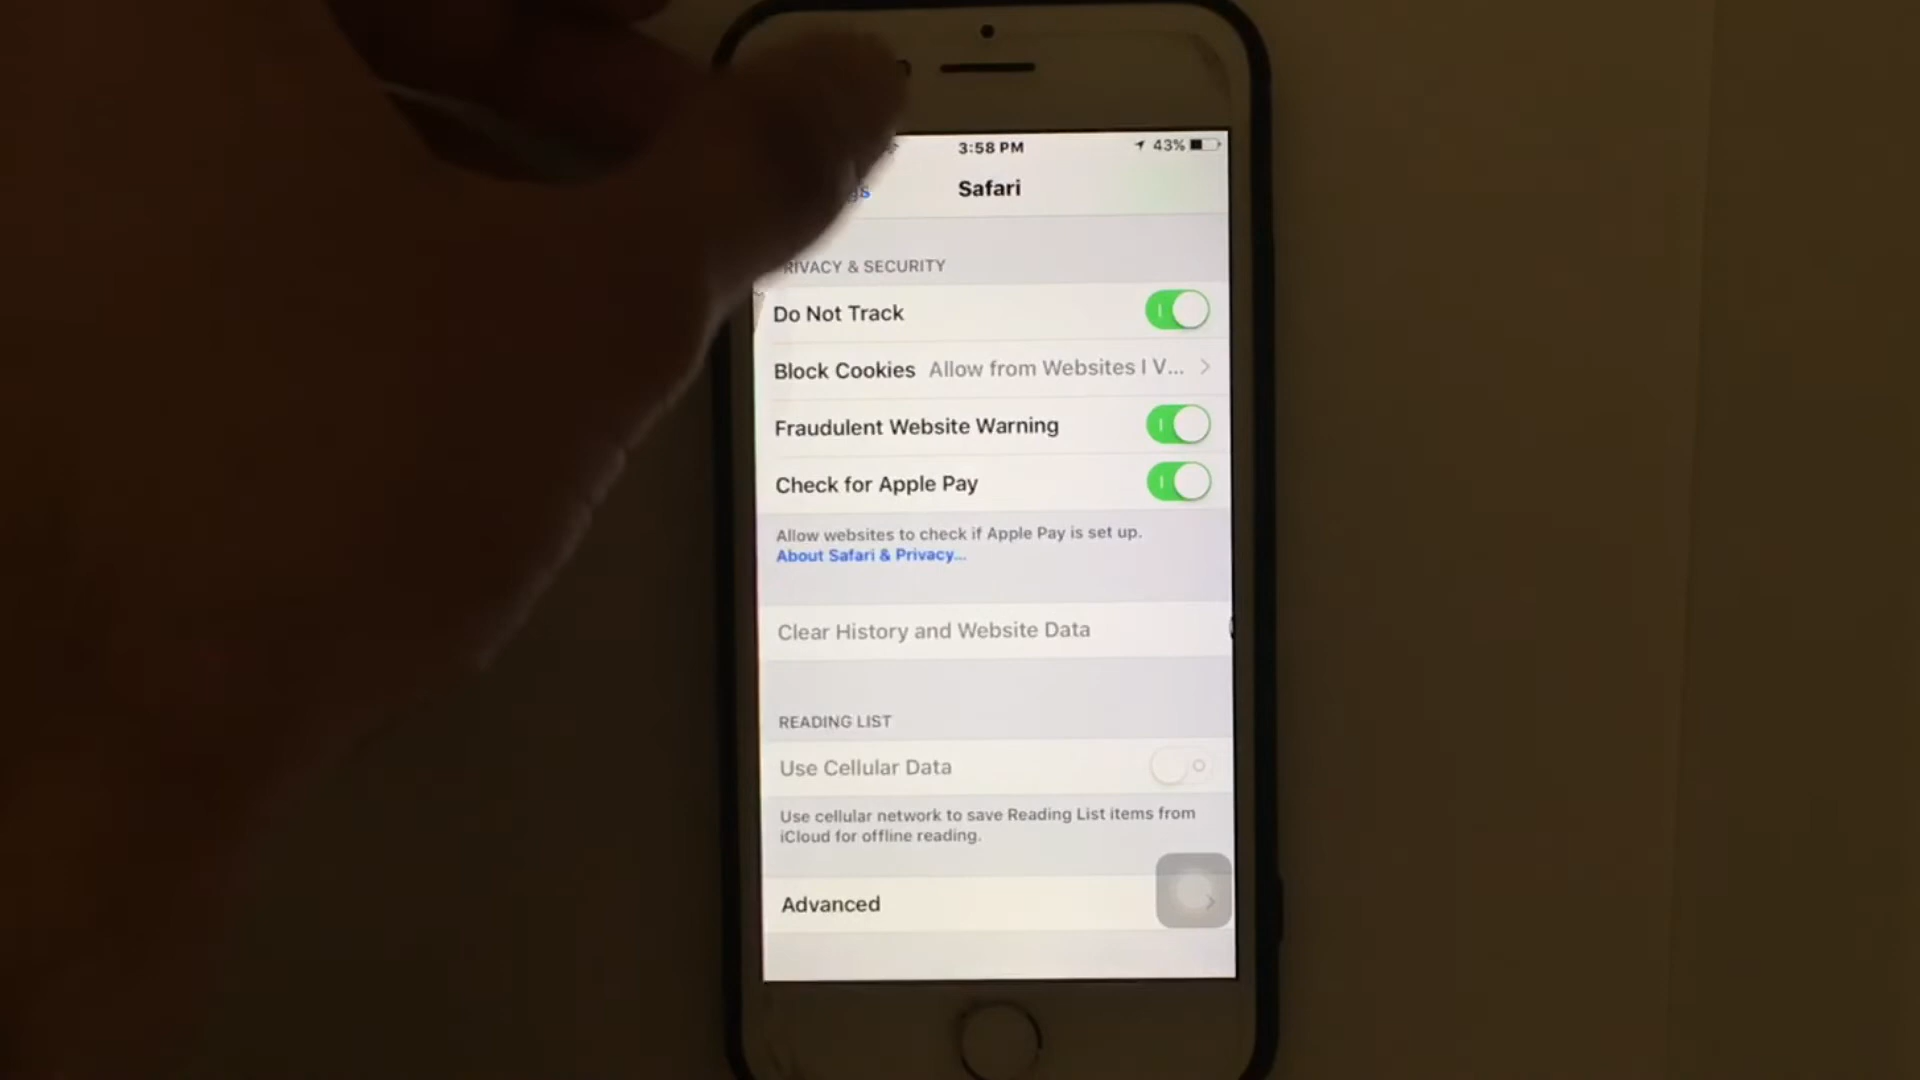 3:58 PM
43%
Safari
PRIVACY & SECURITY
Do Not Track
Block Cookies Allow from Websites I V...
Fraudulent Website Warning
Check for Apple Pay
Allow websites to check if Apple Pay is set up.
About Safari & Privacy...
Clear History and Website Data
READING LIST
Use Cellular Data
Use cellular network to save Reading List items from
iCloud for offline reading.
Advanced